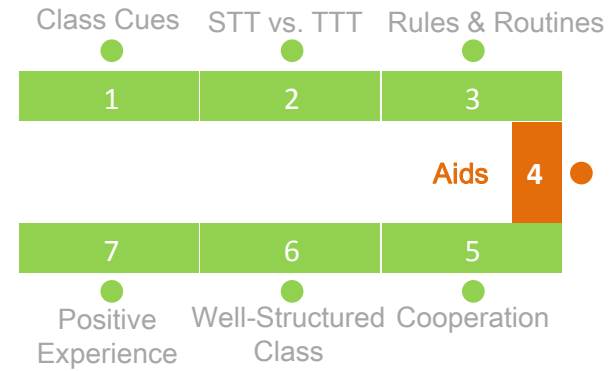 Class Cues STT vs. TTT Rules & Routines
1 2 3
Aids 4
7 6 5
Positive Well-Structured Cooperation
Experience Class